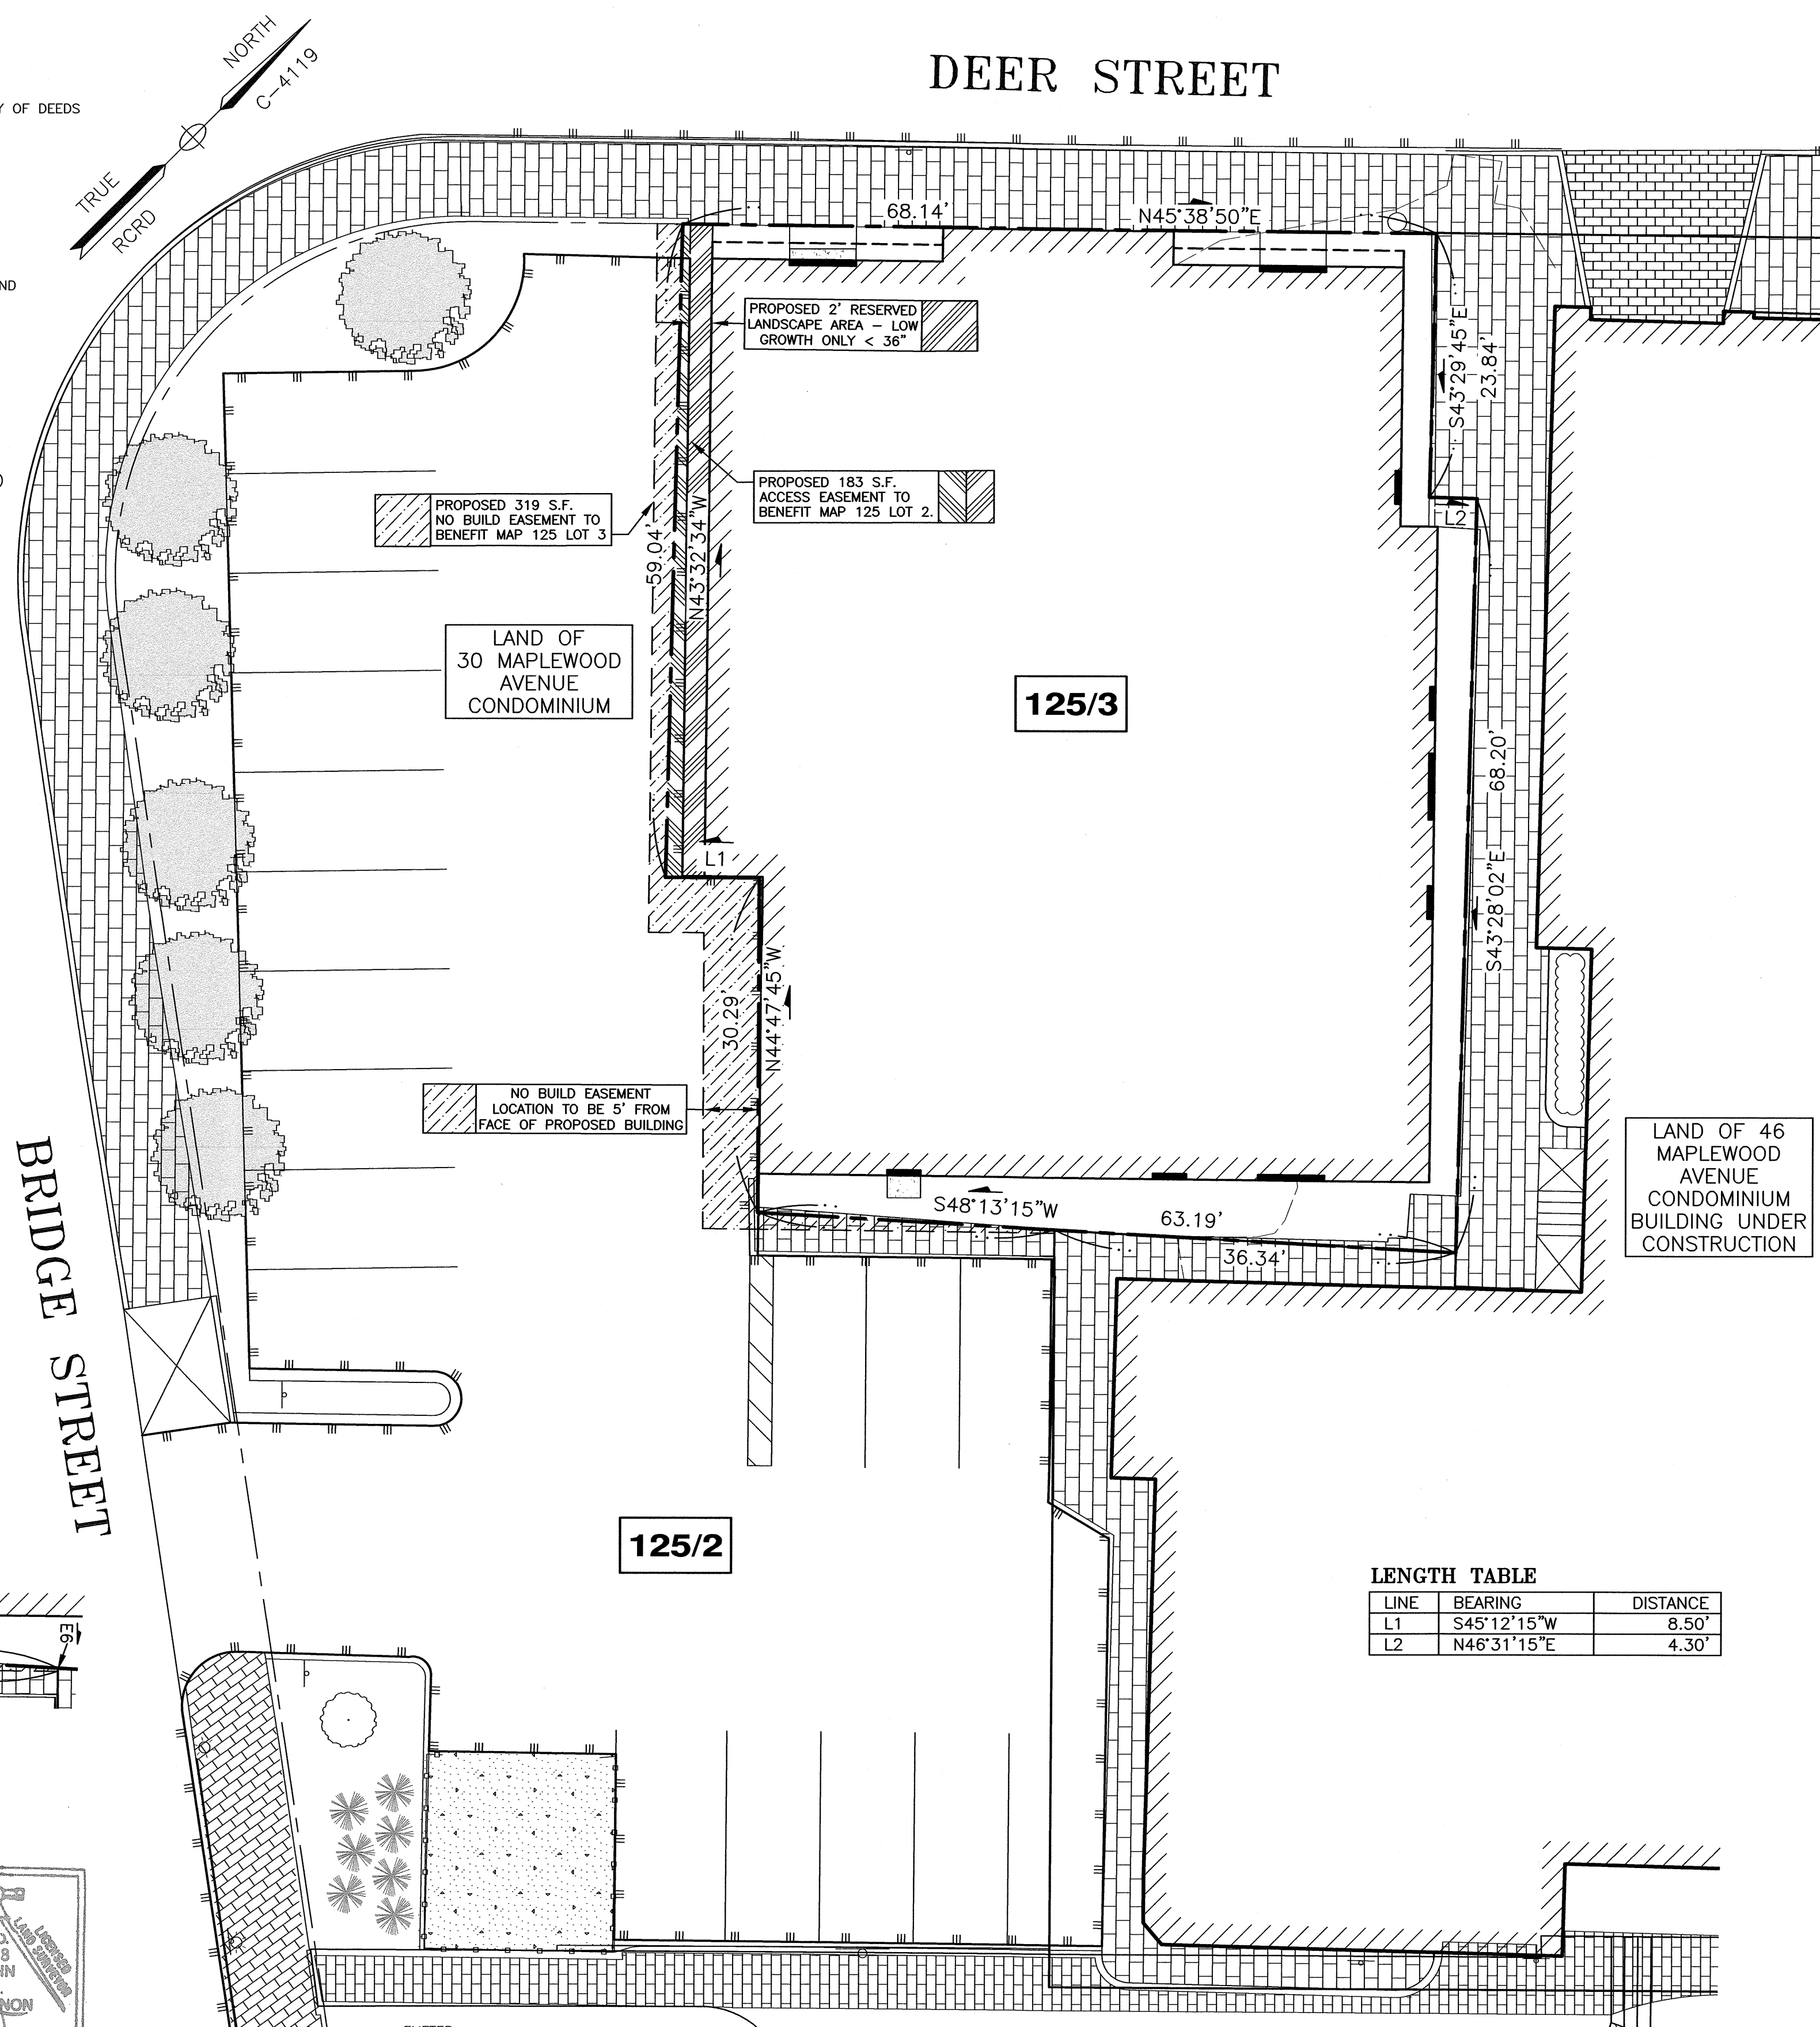 DEER STREET
NORTH
C-4119
TRUE
RCRD
Y OF DEEDS
ND
)
68.14'
N45°38'50"E
PROPOSED 2' RESERVED
LANDSCAPE AREA – LOW
GROWTH ONLY < 36"
S43°29'45"E
23.84'
PROPOSED 183 S.F.
ACCESS EASEMENT TO
BENEFIT MAP 125 LOT 2.
PROPOSED 319 S.F.
NO BUILD EASEMENT TO
BENEFIT MAP 125 LOT 3
59.04'
N43°32'34"W
L2
LAND OF
30 MAPLEWOOD
AVENUE
CONDOMINIUM
125/3
68.20'
S43°28'02"E
L1
30.29'
N44°47'45"W
NO BUILD EASEMENT
LOCATION TO BE 5' FROM
FACE OF PROPOSED BUILDING
LAND OF 46
MAPLEWOOD
AVENUE
CONDOMINIUM
BUILDING UNDER
CONSTRUCTION
S48°13'15"W
63.19'
36.34'
BRIDGE STREET
125/2
LENGTH TABLE
LINE BEARING DISTANCE
L1 S45°12'15"W 8.50'
L2 N46°31'15"E 4.30'
E6
LICENSED
LAND SURVEYOR